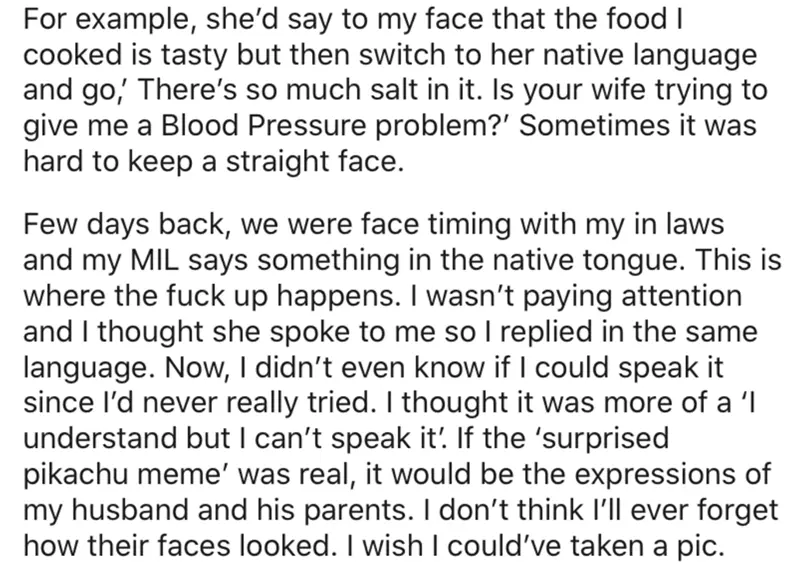 For example, she’d say to my face that the food I
cooked is tasty but then switch to her native language
and go,’ There’s so much salt in it. Is your wife trying to
give me a Blood Pressure problem?’ Sometimes it was
hard to keep a straight face.
Few days back, we were face timing with my in laws
and my MIL says something in the native tongue. This is
where the fuck up happens. I wasn’t paying attention
and I thought she spoke to me so I replied in the same
language. Now, I didn’t even know if I could speak it
since I’d never really tried. I thought it was more of a ‘I
understand but I can’t speak it’. If the ‘surprised
pikachu meme’ was real, it would be the expressions of
my husband and his parents. I don’t think I’ll ever forget
how their faces looked. I wish I could’ve taken a pic.